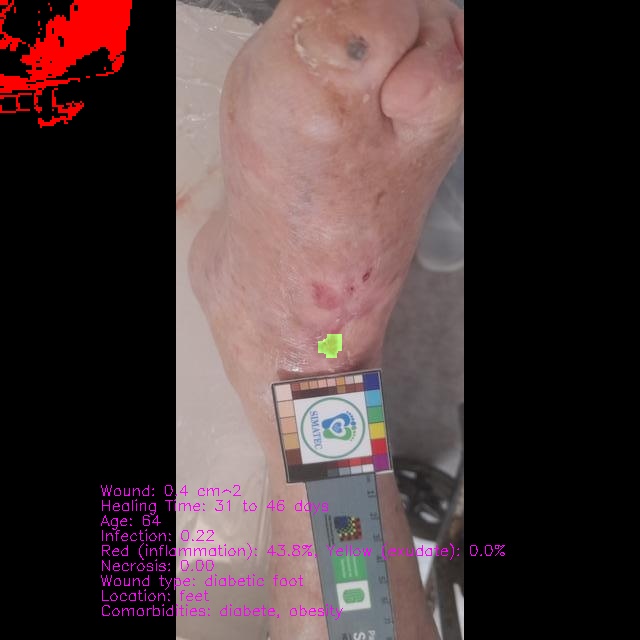 SIMATEC
Wound: 0.4 cm^2
Healing Time: 31 to 46 days
Age: 64
Infection: 0.22
Red (inflammation): 43.8%, Yellow (exudate): 0.0%
Necrosis: 0.00
Wound type: diabetic foot
Location: feet
Comorbidities: diabete, obesity